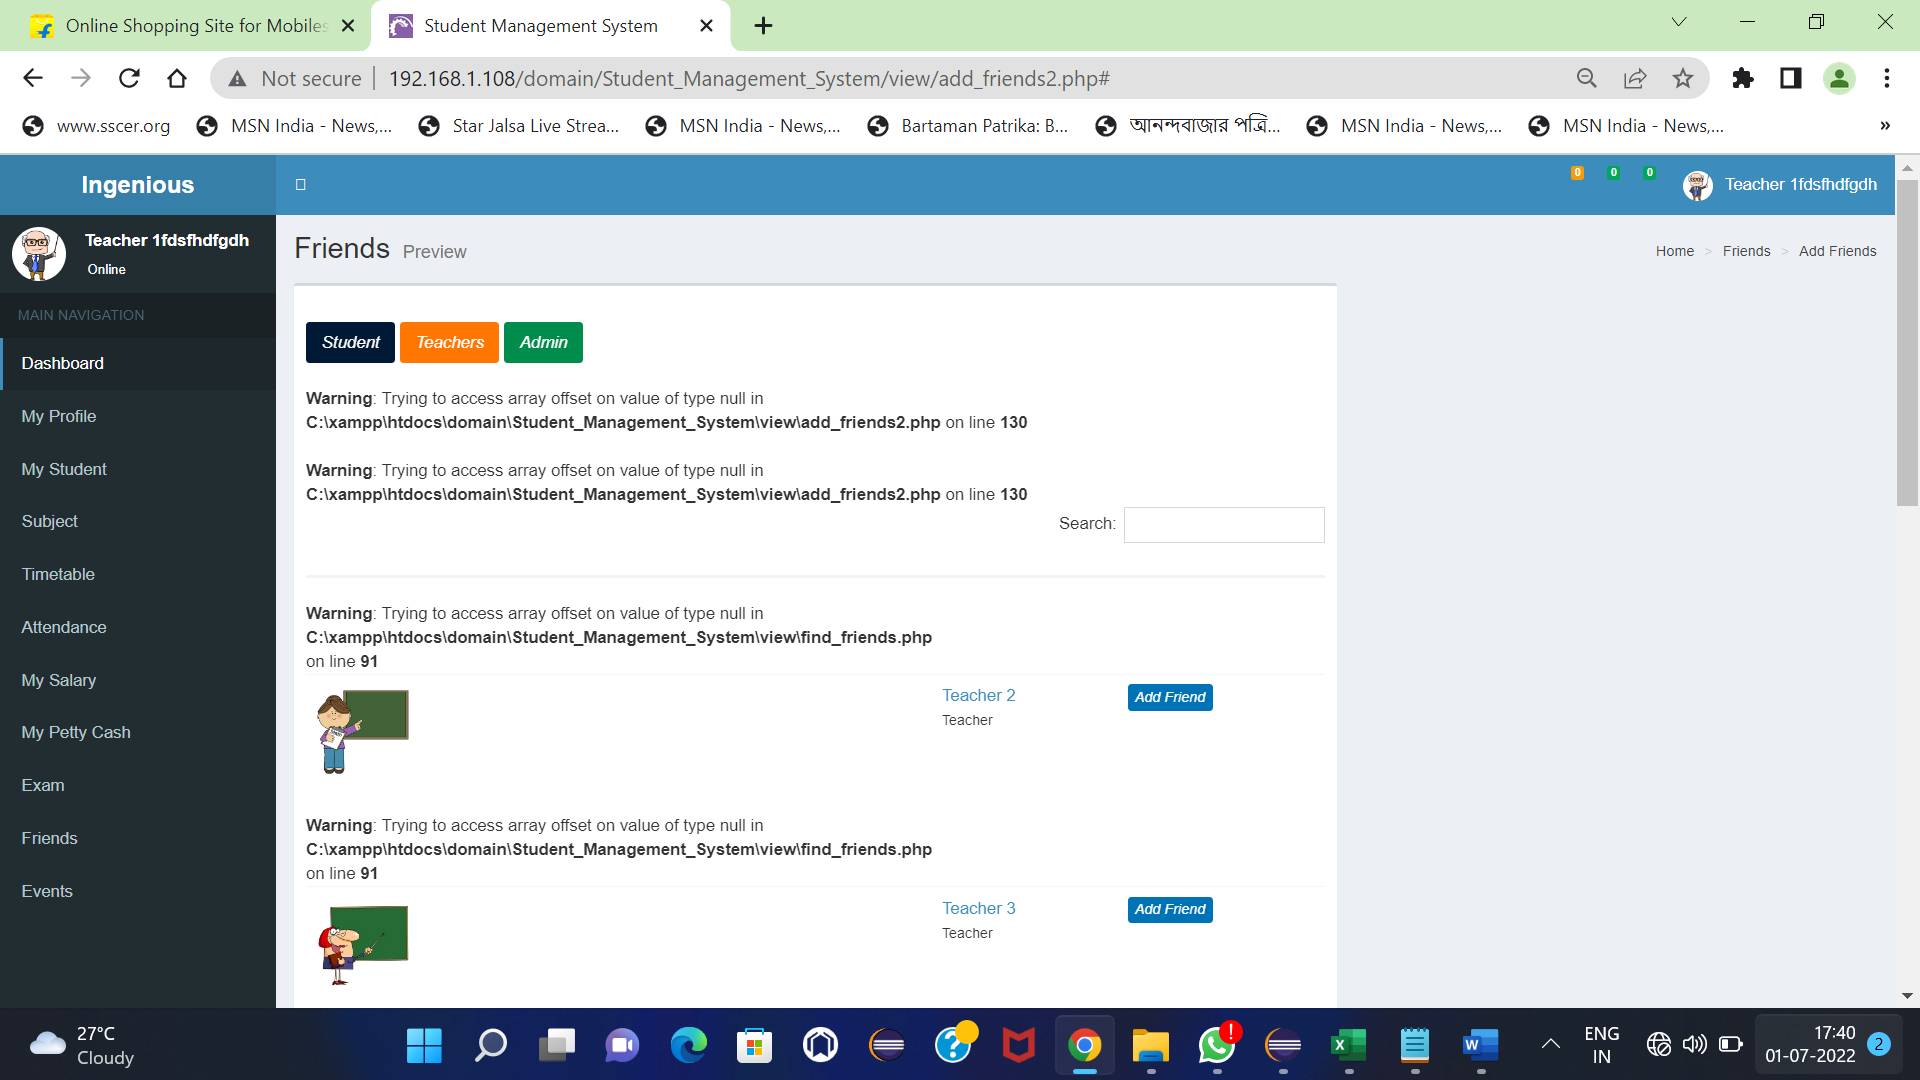 Online Shopping Site for Mobiles
Student Management System
Not secure
192.168.1.108/domain/Student_Management_System/view/add_friends2.php#
www.sscer.org
MSN India - News,...
Star Jalsa Live Strea...
MSN India - News,...
Bartaman Patrika: B...
আনন্দবাজার পত্রি...
MSN India - News,...
MSN India - News,...
»
Ingenious
0
0
0
Teacher 1fdsfhdfgdh
Teacher 1fdsfhdfgdh
Online
MAIN NAVIGATION
Dashboard
My Profile
My Student
Subject
Timetable
Attendance
My Salary
My Petty Cash
Exam
Friends
Events
Friends Preview
Home > Friends > Add Friends
Student
Teachers
Admin
Warning: Trying to access array offset on value of type null in
C:\xampp\htdocs\domain\Student_Management_System\view\add_friends2.php on line 130
Warning: Trying to access array offset on value of type null in
C:\xampp\htdocs\domain\Student_Management_System\view\add_friends2.php on line 130
Search:
Warning: Trying to access array offset on value of type null in
C:\xampp\htdocs\domain\Student_Management_System\view\find_friends.php
on line 91
Teacher 2
Teacher
Add Friend
Warning: Trying to access array offset on value of type null in
C:\xampp\htdocs\domain\Student_Management_System\view\find_friends.php
on line 91
Teacher 3
Teacher
Add Friend
27°C
Cloudy
ENG
IN
17:40
01-07-2022
2